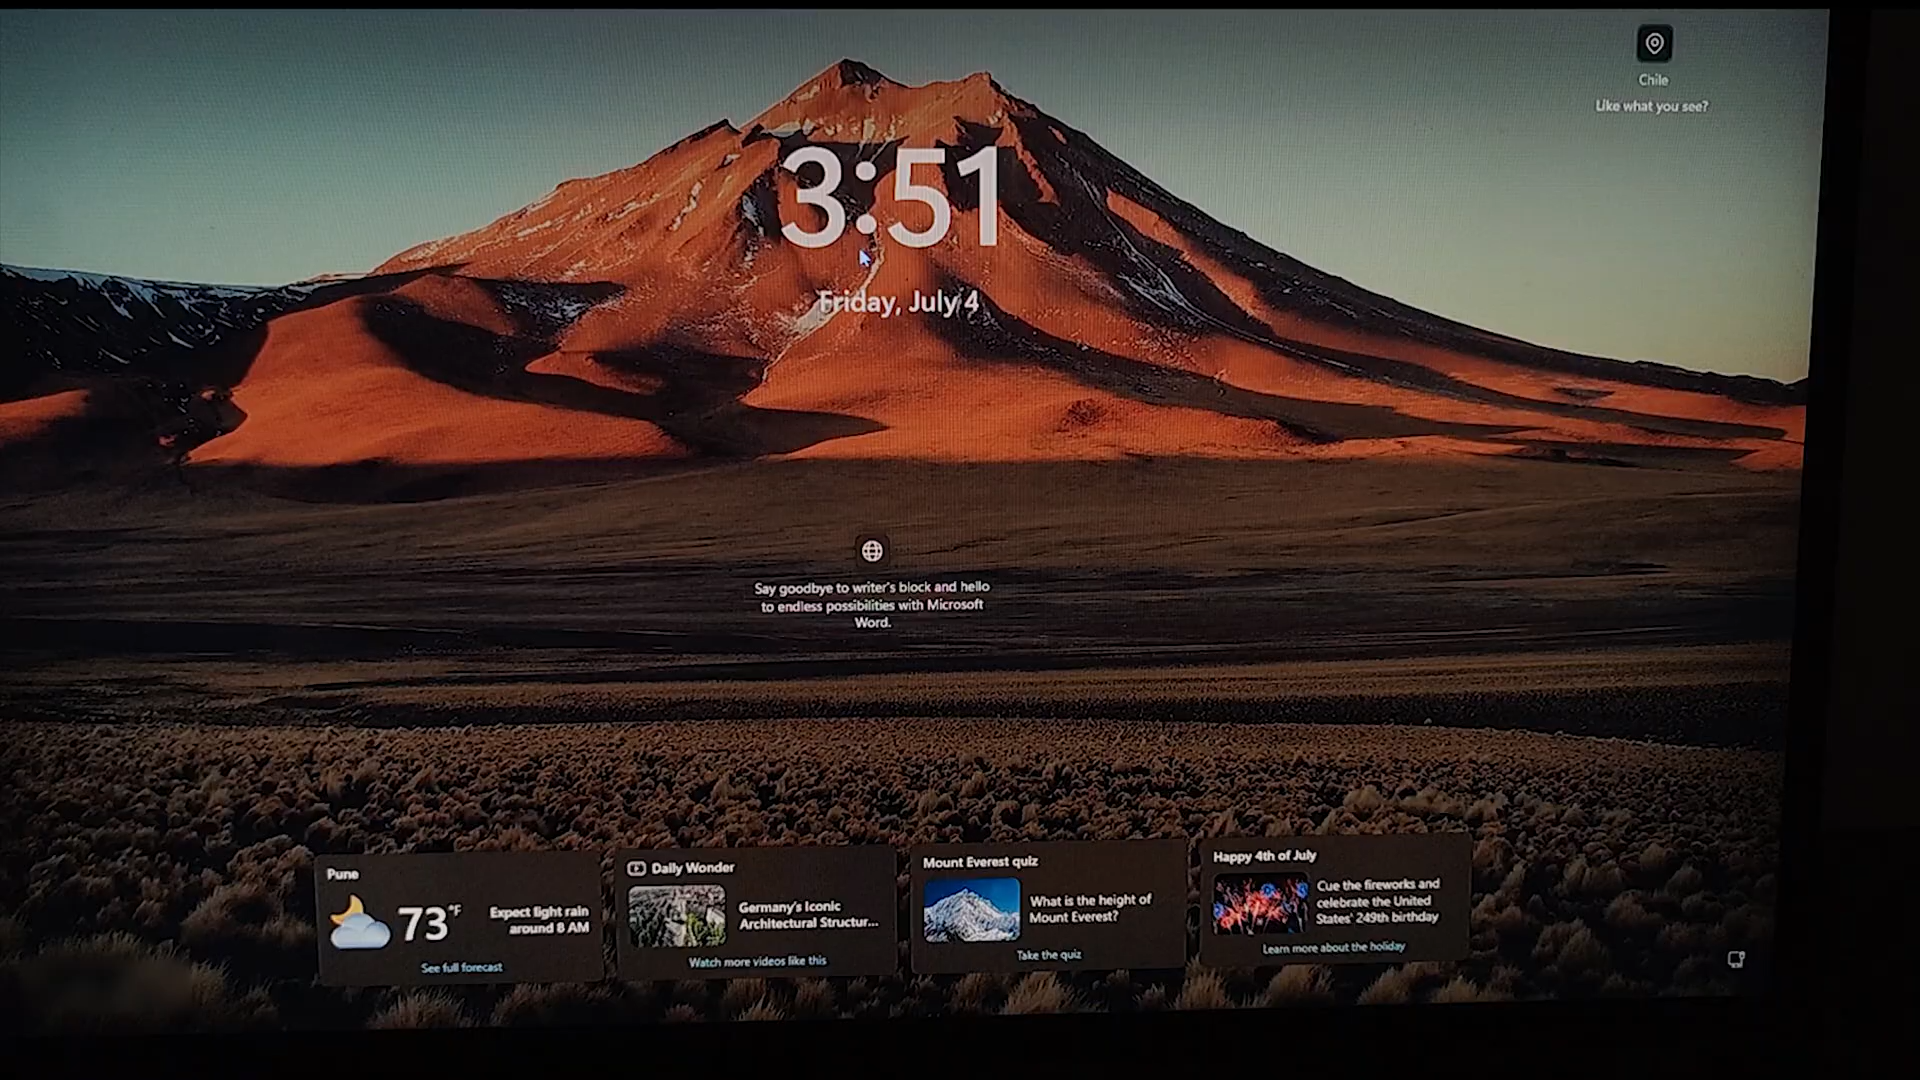 Chile
Like what you see?
3:51
Friday, July 4
Say goodbye to writer's block and hello
to endless possibilities with Microsoft
Word.
Pune
73°F
Expect light rain
around 8 AM
See full forecast
Daily Wonder
Germany's Iconic
Architectural Structur...
Watch more videos like this
Mount Everest quiz
What is the height of
Mount Everest?
Take the quiz
Happy 4th of July
Cue the fireworks and
celebrate the United
States' 249th birthday
Learn more about the holiday